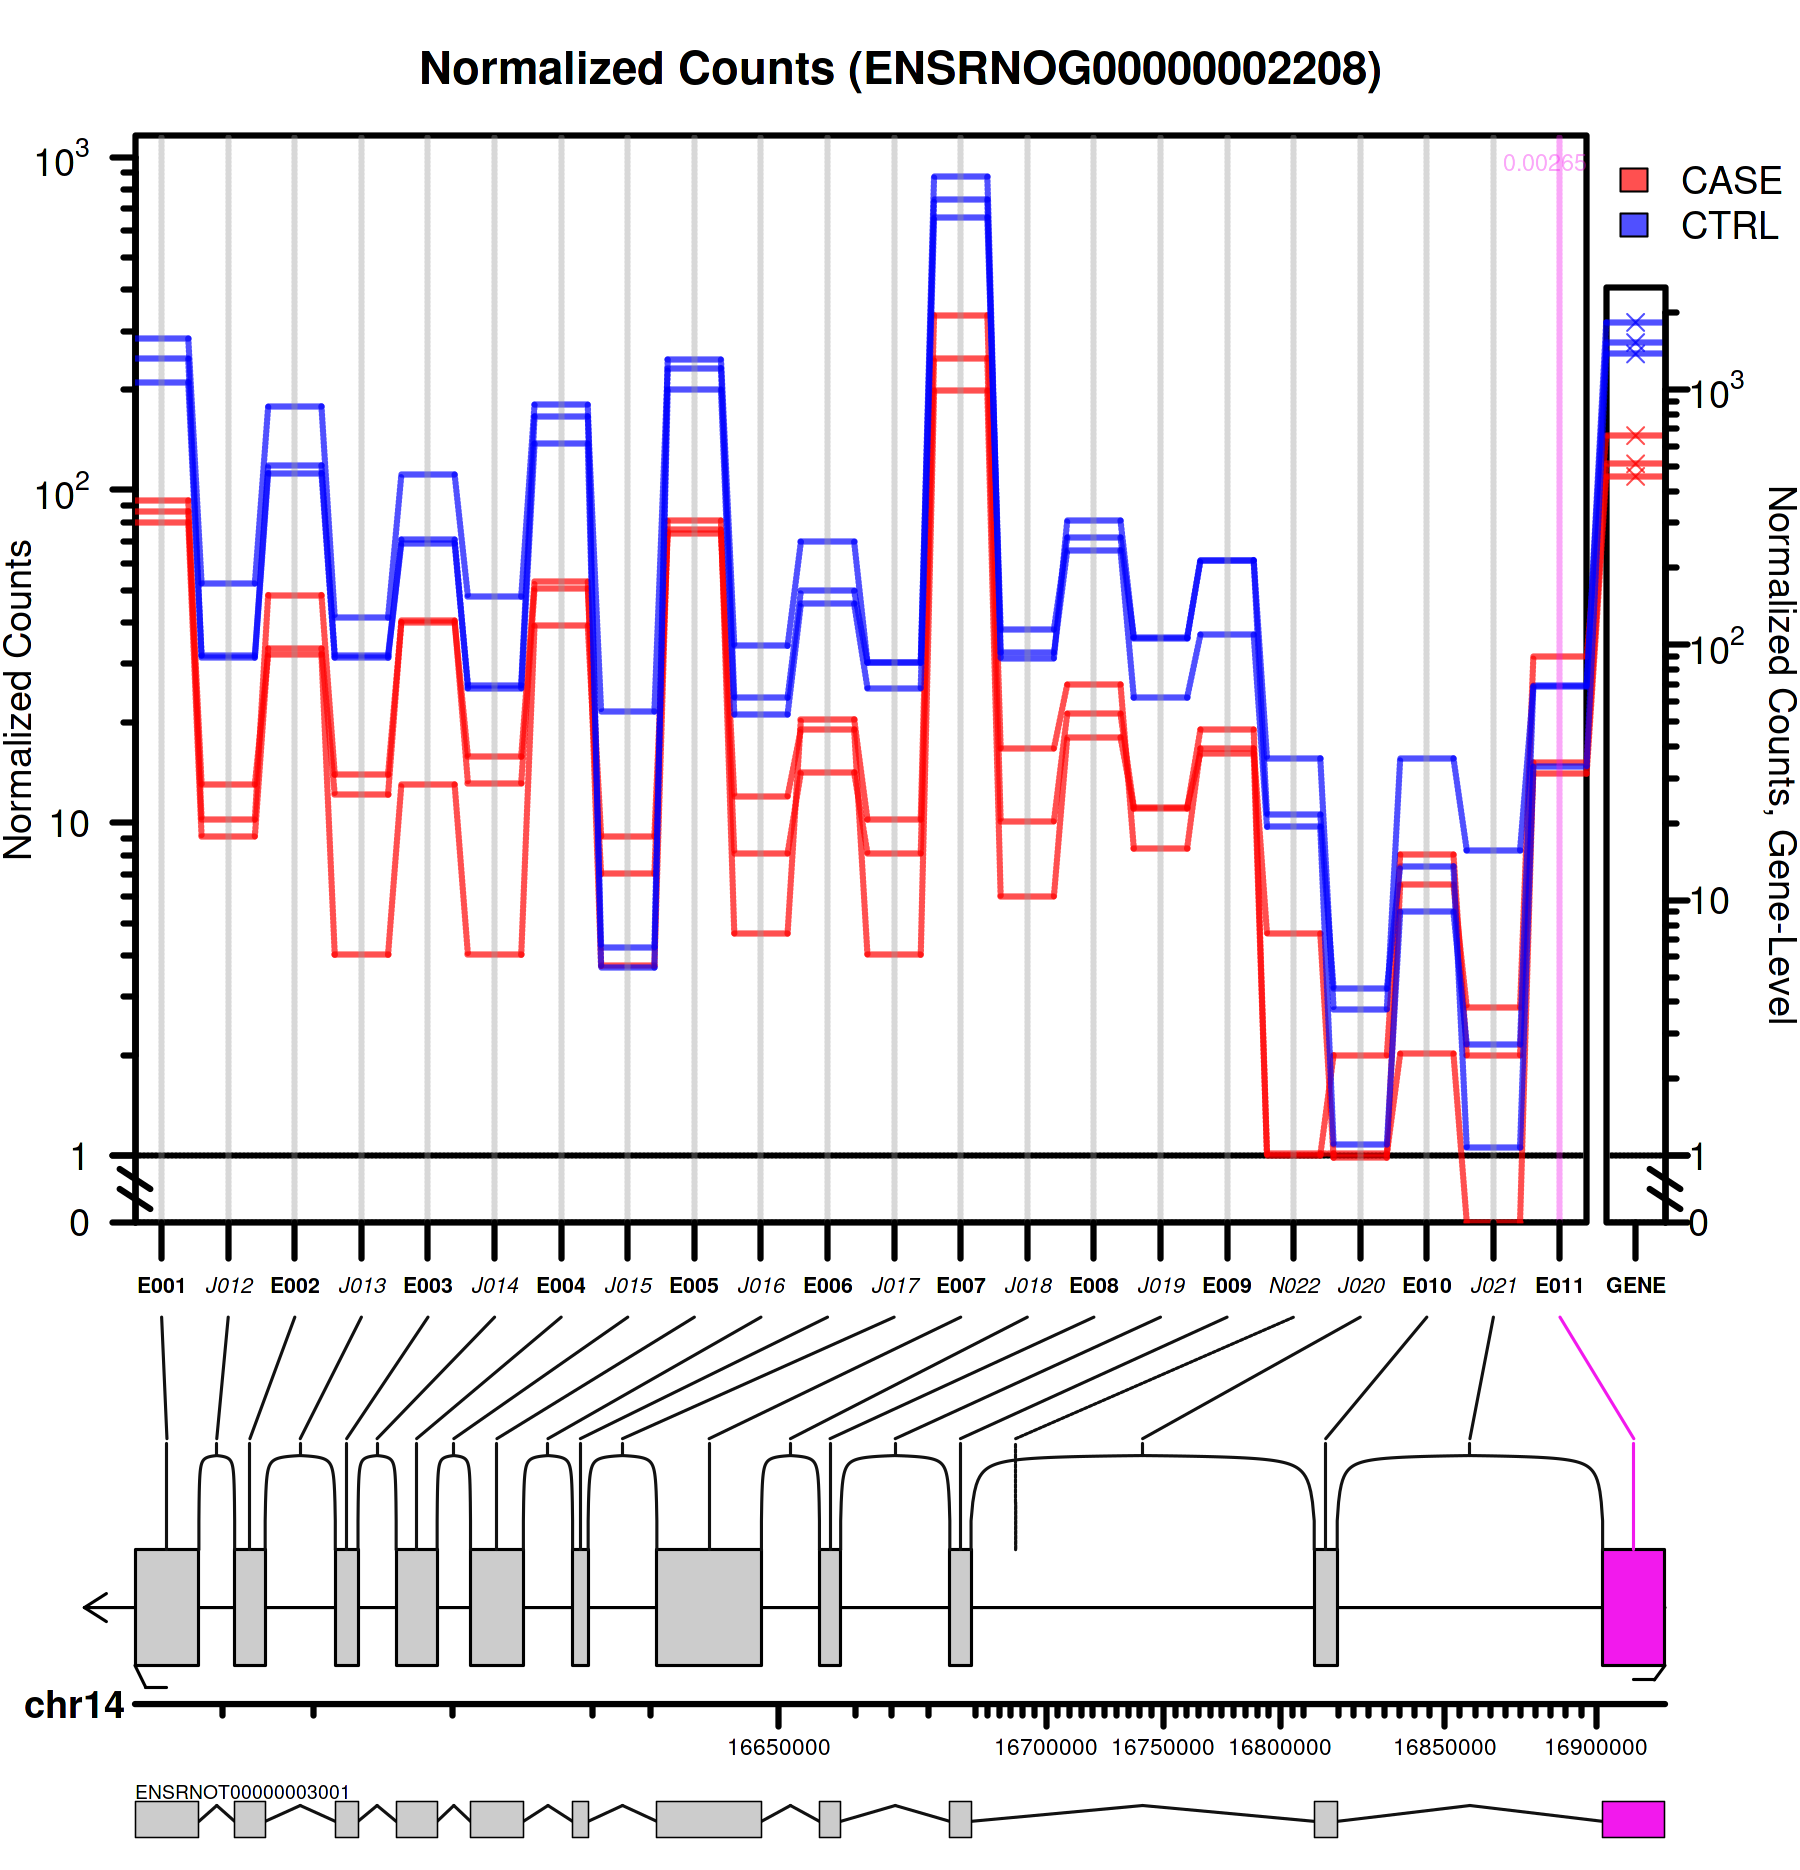 Normalized Counts (ENSRNOG00000002208)
103
102
10
1
0
Normalized Counts
0.00265
CASE
CTRL
103
102
10
1
0
Normalized Counts, Gene-Level
E001 J012 E002 J013 E003 J014 E004 J015 E005 J016 E006 J017 E007 J018 E008 J019 E009 N022 J020 E010 J021 E011 GENE
chr14
16650000 16700000 16750000 16800000 16850000 16900000
ENSRNOT00000003001